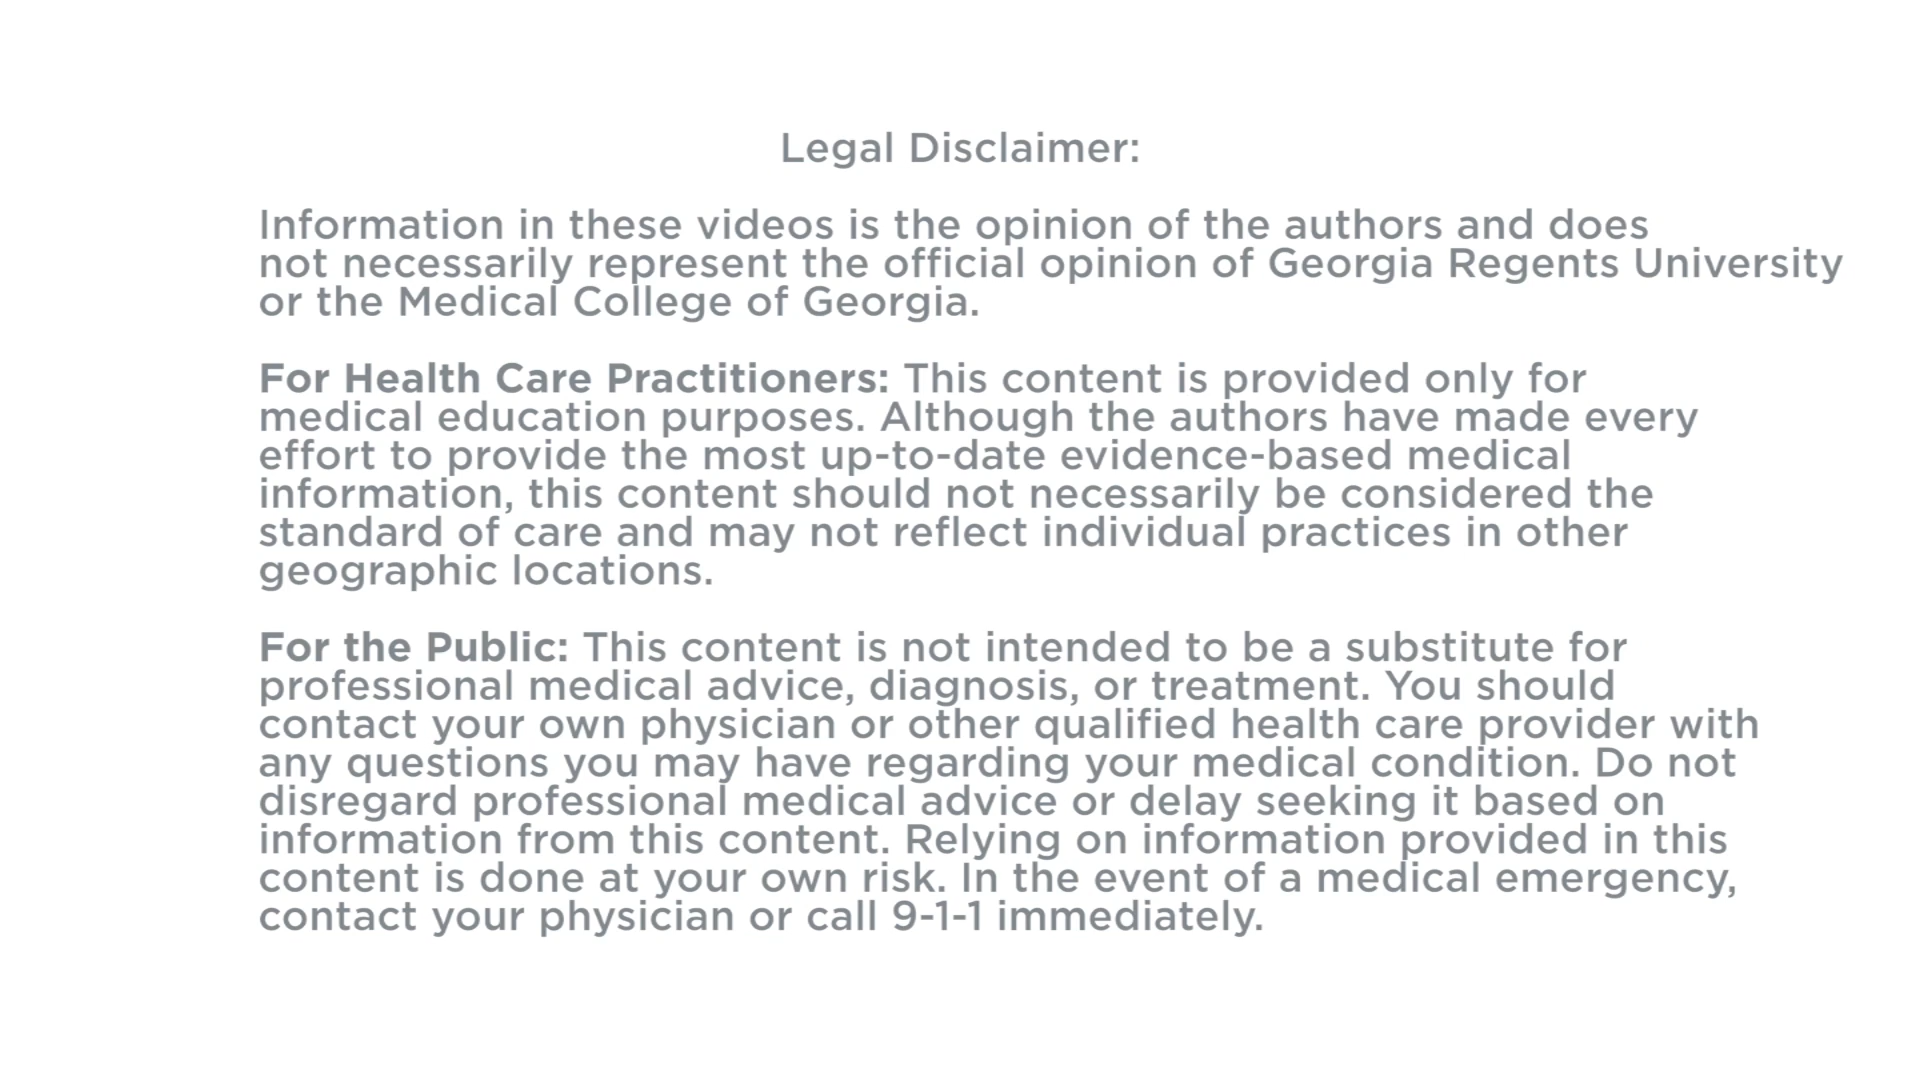 Legal Disclaimer:
Information in these videos is the opinion of the authors and does
not necessarily represent the official opinion of Georgia Regents University
or the Medical College of Georgia.
For Health Care Practitioners: This content is provided only for
medical education purposes. Although the authors have made every
effort to provide the most up-to-date evidence-based medical
information, this content should not necessarily be considered the
standard of care and may not reflect individual practices in other
geographic locations.
For the Public: This content is not intended to be a substitute for
professional medical advice, diagnosis, or treatment. You should
contact your own physician or other qualified health care provider with
any questions you may have regarding your medical condition. Do not
disregard professional medical advice or delay seeking it based on
information from this content. Relying on information provided in this
content is done at your own risk. In the event of a medical emergency,
contact your physician or call 9-1-1 immediately.